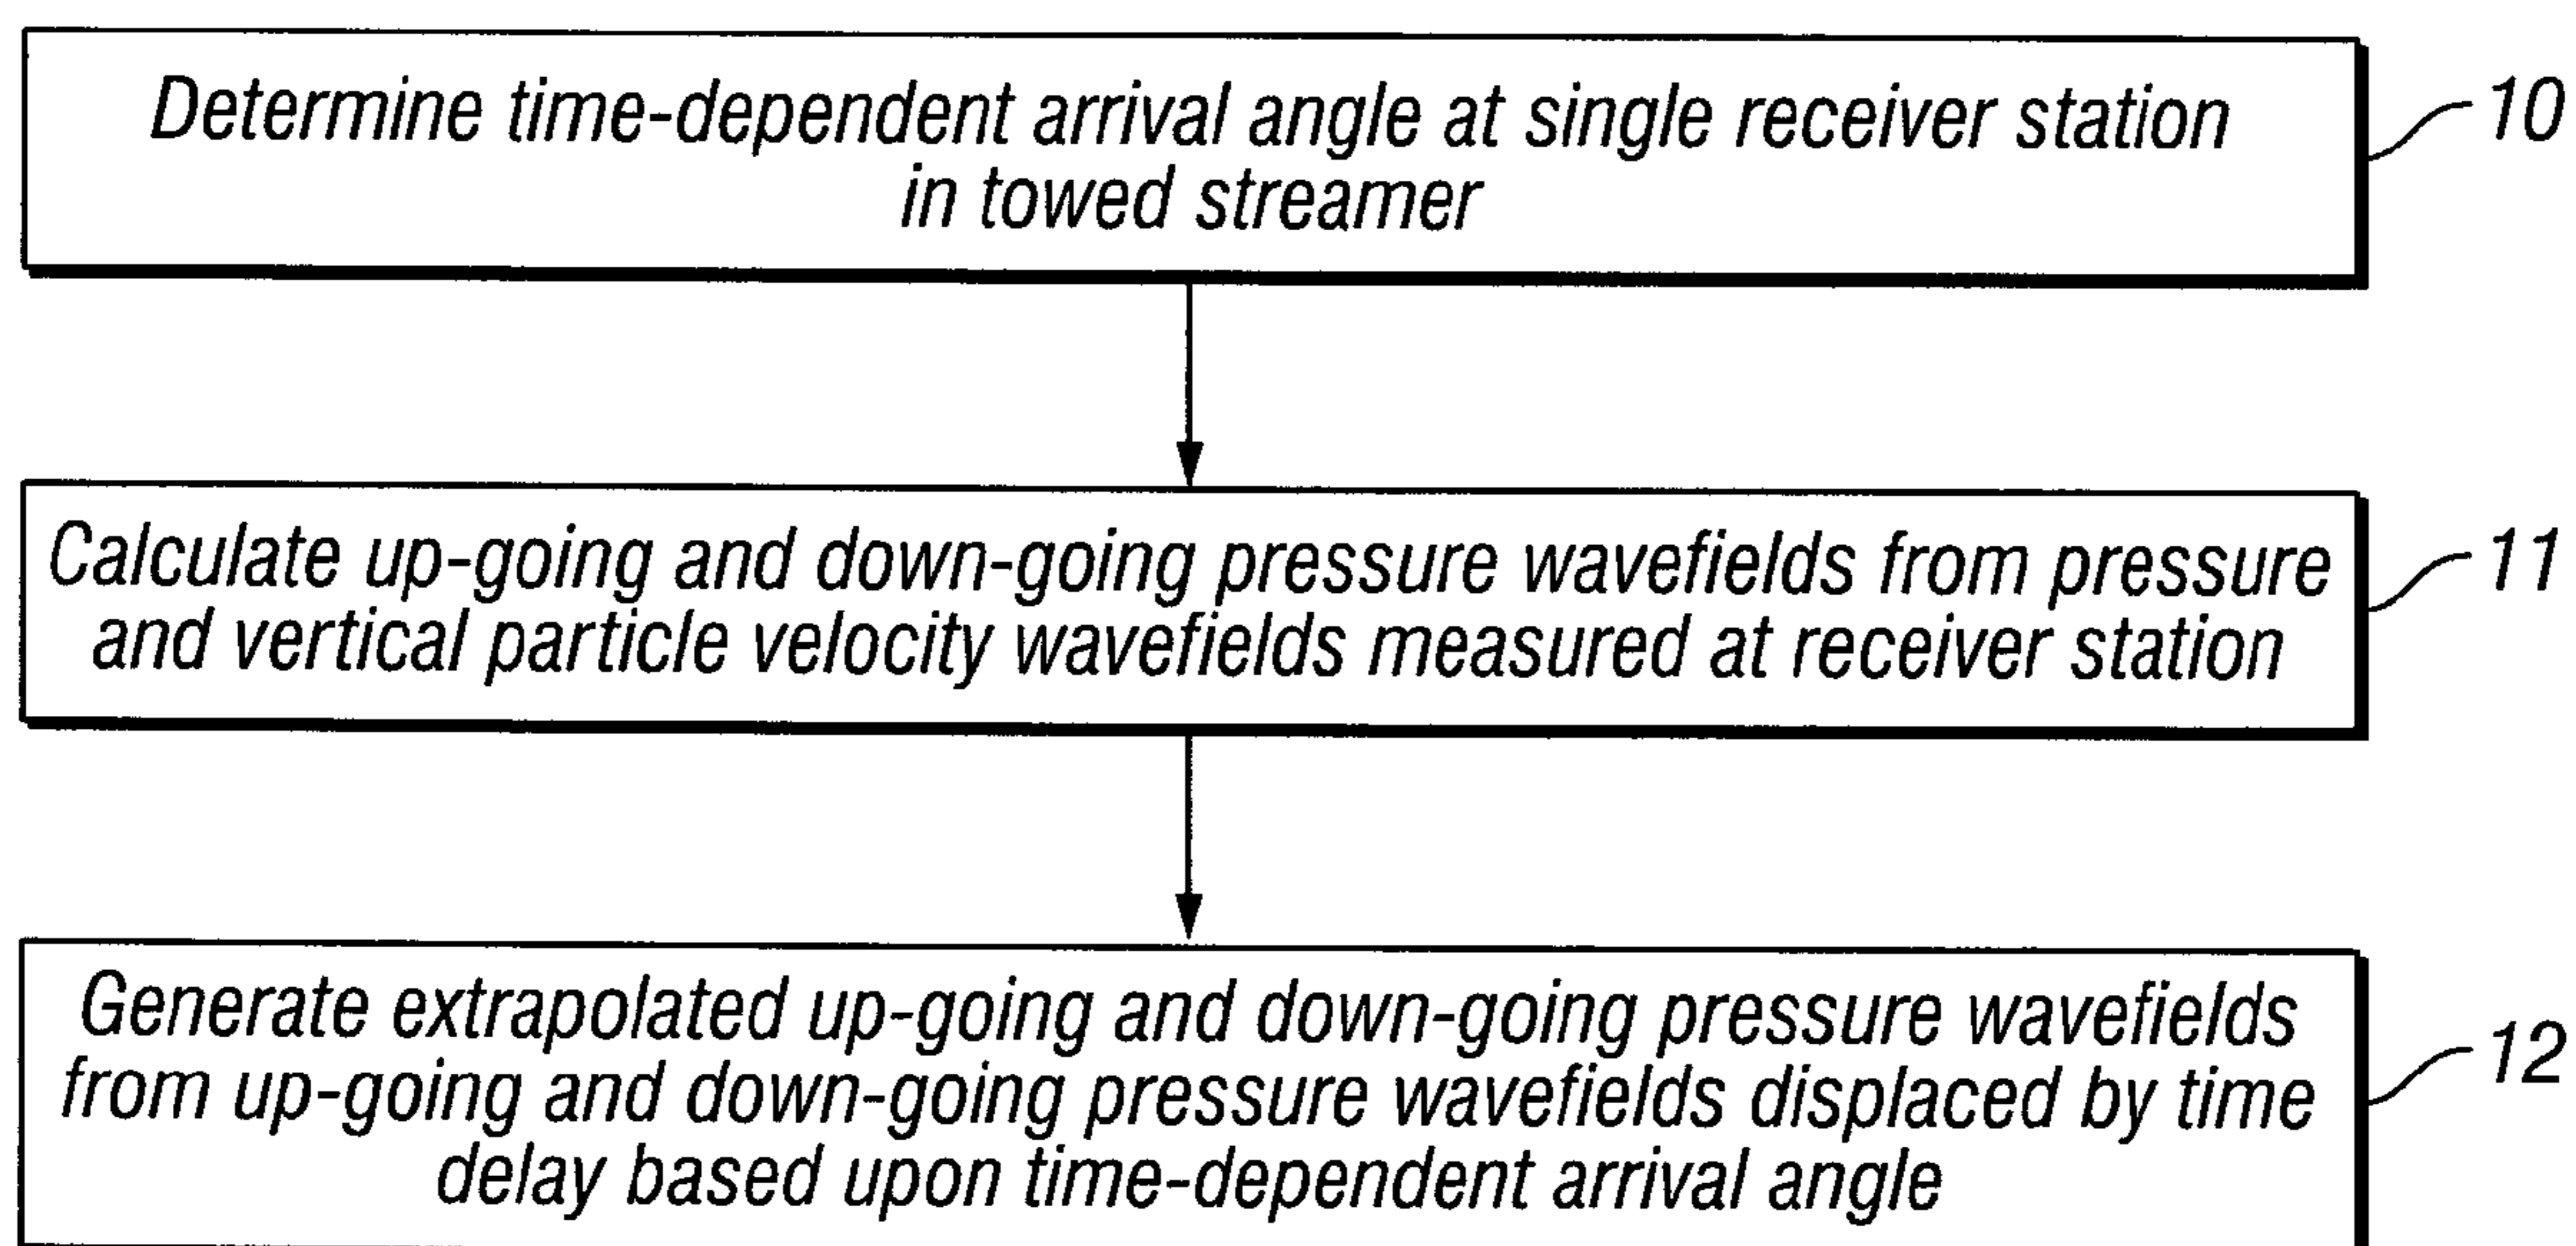 Determine time-dependent arrival angle at single receiver station
in towed streamer
10
Calculate up-going and down-going pressure wavefields from pressure
and vertical particle velocity wavefields measured at receiver station
11
Generate extrapolated up-going and down-going pressure wavefields
from up-going and down-going pressure wavefields displaced by time
delay based upon time-dependent arrival angle
12